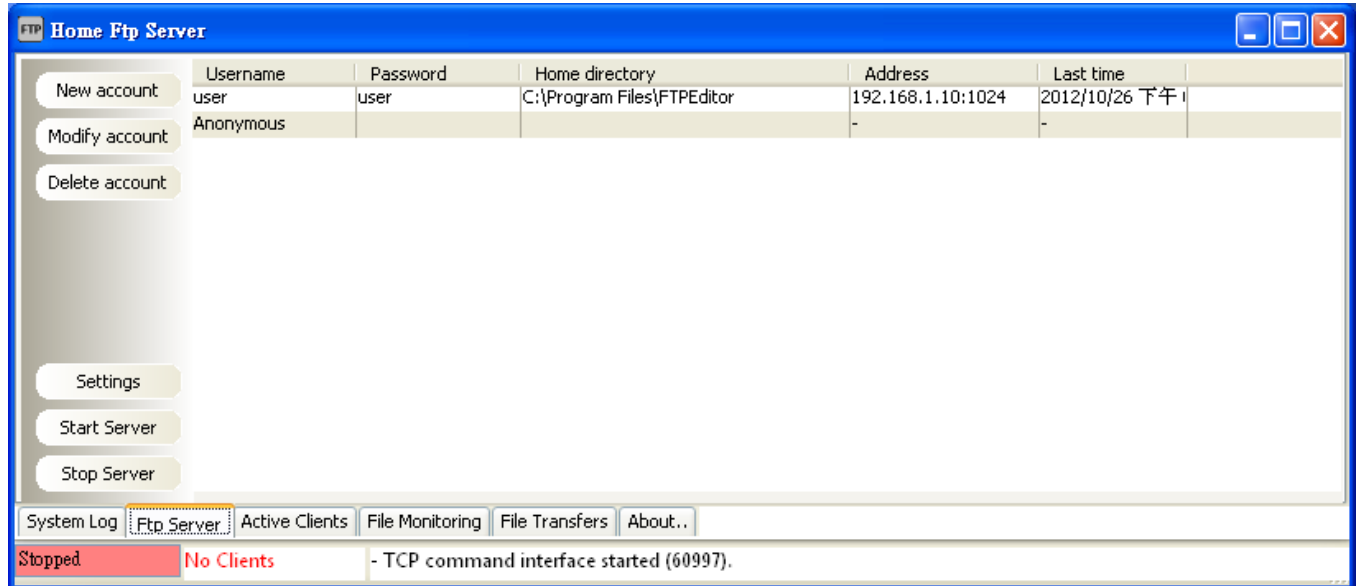 FTP Home Ftp Server
New account
Modify account
Delete account
Settings
Start Server
Stop Server
Username Password Home directory Address Last time
user user C:\Program Files\FTPEditor 192.168.1.10:1024 2012/10/26 下午
Anonymous - -
System Log Ftp Server Active Clients File Monitoring File Transfers About..
Stopped No Clients - TCP command interface started (60997).